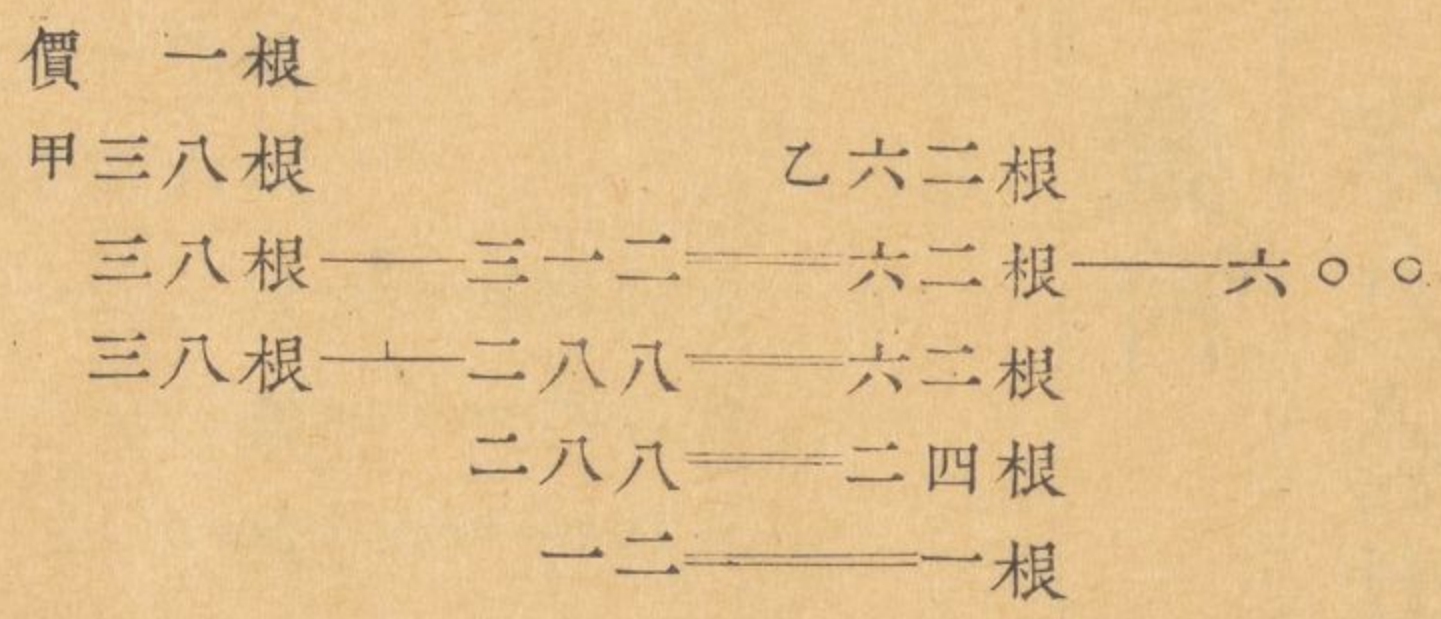 價 一根
甲三八根 乙六二根
三八根——三一二====六二根——六〇〇
三八根—⊥—二八八====六二根
二八八====二四根
一二====一根